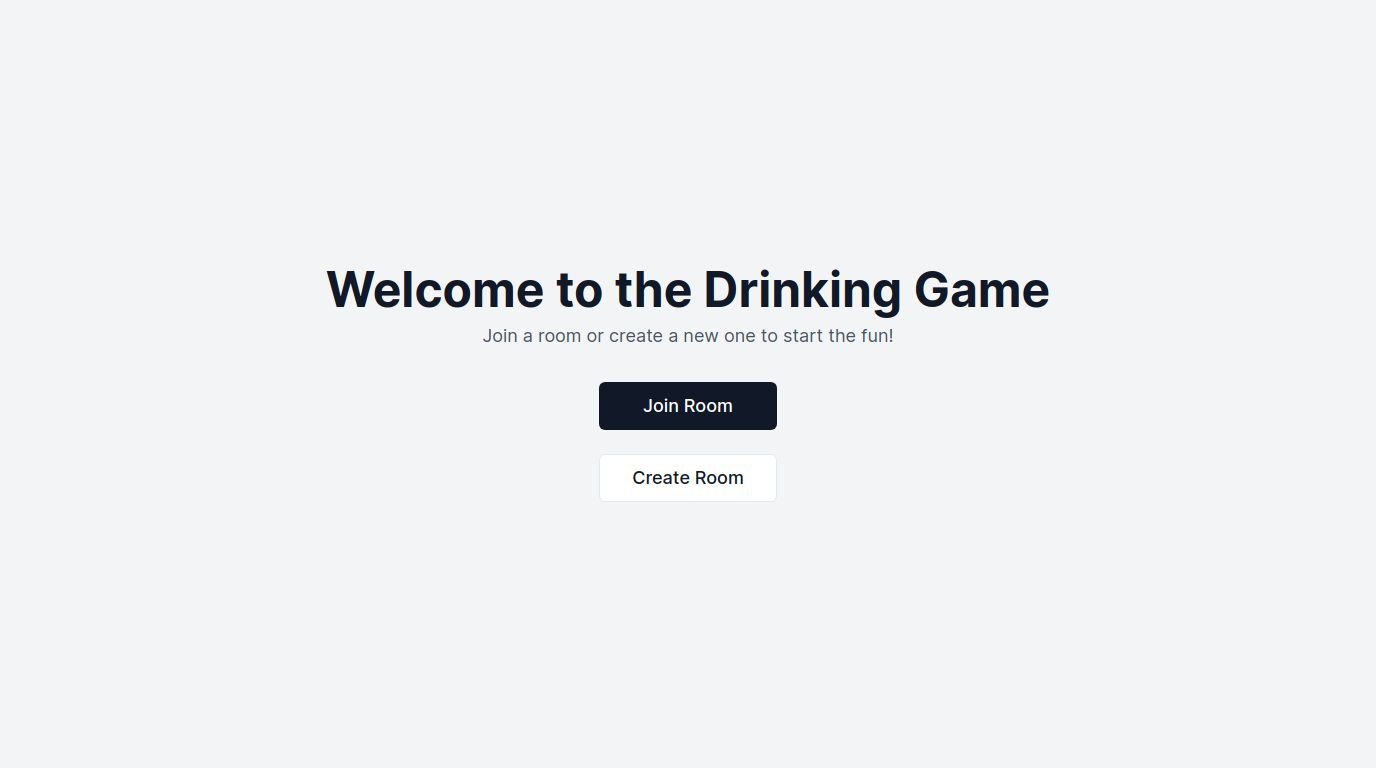 Welcome to the Drinking Game
Join a room or create a new one to start the fun!
Join Room
Create Room